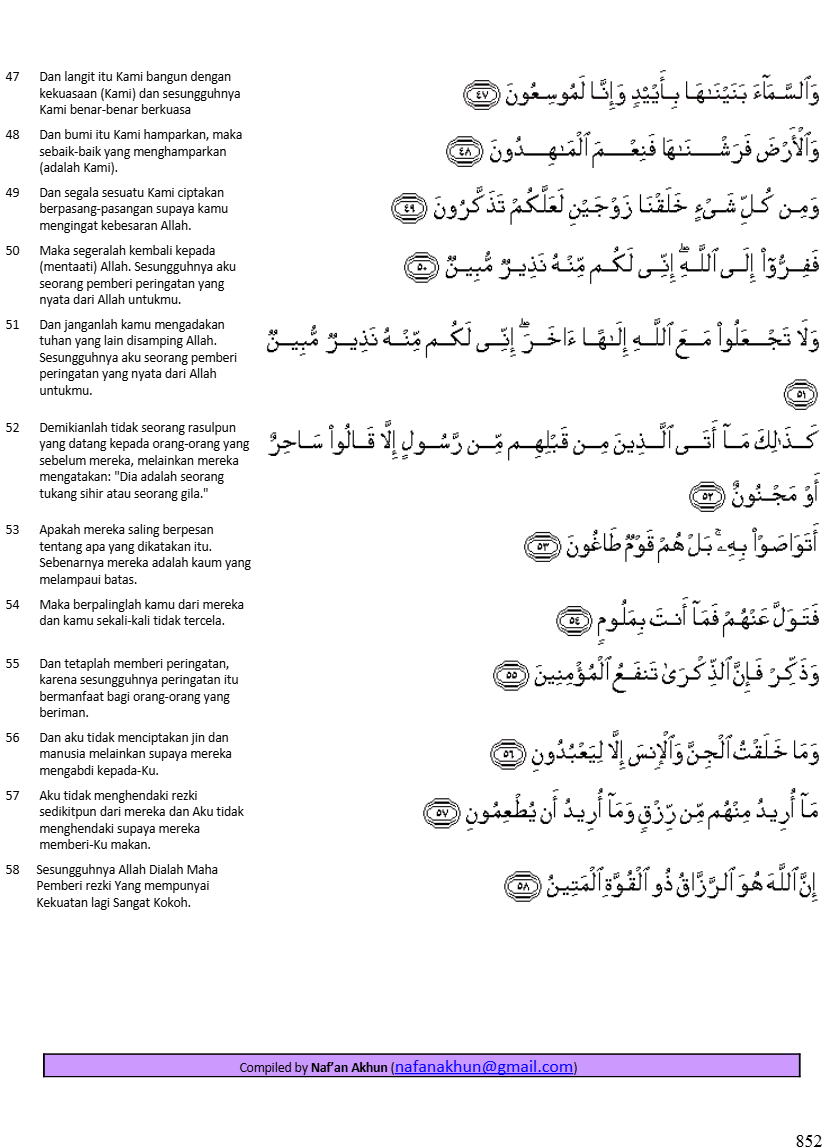 47 Dan langit itu Kami bangun dengan
kekuasaan (Kami) dan sesungguhnya
Kami benar-benar berkuasa
وَٱلسَّمَآءَ بَنَيْنَـٰهَا بِأَيْي۟دٍ وَإِنَّا لَمُوسِعُونَ ﴿٤٧﴾
48 Dan bumi itu Kami hamparkan, maka
sebaik-baik yang menghamparkan
(adalah Kami).
وَٱلْأَرْضَ فَرَشْنَـٰهَا فَنِعْمَ ٱلْمَـٰهِدُونَ ﴿٤٨﴾
49 Dan segala sesuatu Kami ciptakan
berpasang-pasangan supaya kamu
mengingat kebesaran Allah.
وَمِن كُلِّ شَىْءٍ خَلَقْنَا زَوْجَيْنِ لَعَلَّكُمْ تَذَكَّرُونَ ﴿٤٩﴾
50 Maka segeralah kembali kepada
(mentaati) Allah. Sesungguhnya aku
seorang pemberi peringatan yang
nyata dari Allah untukmu.
فَفِرُّوٓا۟ إِلَى ٱللَّهِ ۖ إِنِّى لَكُم مِّنْهُ نَذِيرٌ مُّبِينٌ ﴿٥٠﴾
51 Dan janganlah kamu mengadakan
tuhan yang lain disamping Allah.
Sesungguhnya aku seorang pemberi
peringatan yang nyata dari Allah
untukmu.
وَلَا تَجْعَلُوا۟ مَعَ ٱللَّهِ إِلَـٰهًا ءَاخَرَ ۖ إِنِّى لَكُم مِّنْهُ نَذِيرٌ مُّبِينٌ
﴿٥١﴾
52 Demikianlah tidak seorang rasulpun
yang datang kepada orang-orang yang
sebelum mereka, melainkan mereka
mengatakan: "Dia adalah seorang
tukang sihir atau seorang gila."
كَذَٰلِكَ مَآ أَتَى ٱلَّذِينَ مِن قَبْلِهِم مِّن رَّسُولٍ إِلَّا قَالُوا۟ سَاحِرٌ
أَوْ مَجْنُونٌ ﴿٥٢﴾
53 Apakah mereka saling berpesan
tentang apa yang dikatakan itu.
Sebenarnya mereka adalah kaum yang
melampaui batas.
أَتَوَاصَوْا۟ بِهِۦ ۚ بَلْ هُمْ قَوْمٌ طَاغُونَ ﴿٥٣﴾
54 Maka berpalinglah kamu dari mereka
dan kamu sekali-kali tidak tercela.
فَتَوَلَّ عَنْهُمْ فَمَآ أَنتَ بِمَلُومٍ ﴿٥٤﴾
55 Dan tetaplah memberi peringatan,
karena sesungguhnya peringatan itu
bermanfaat bagi orang-orang yang
beriman.
وَذَكِّرْ فَإِنَّ ٱلذِّكْرَىٰ تَنفَعُ ٱلْمُؤْمِنِينَ ﴿٥٥﴾
56 Dan aku tidak menciptakan jin dan
manusia melainkan supaya mereka
mengabdi kepada-Ku.
وَمَا خَلَقْتُ ٱلْجِنَّ وَٱلْإِنسَ إِلَّا لِيَعْبُدُونِ ﴿٥٦﴾
57 Aku tidak menghendaki rezki
sedikitpun dari mereka dan Aku tidak
menghendaki supaya mereka
memberi-Ku makan.
مَآ أُرِيدُ مِنْهُم مِّن رِّزْقٍ وَمَآ أُرِيدُ أَن يُطْعِمُونِ ﴿٥٧﴾
58 Sesungguhnya Allah Dialah Maha
Pemberi rezki Yang mempunyai
Kekuatan lagi Sangat Kokoh.
إِنَّ ٱللَّهَ هُوَ ٱلرَّزَّاقُ ذُو ٱلْقُوَّةِ ٱلْمَتِينُ ﴿٥٨﴾
Compiled by Naf’an Akhun (nafanakhun@gmail.com)
852